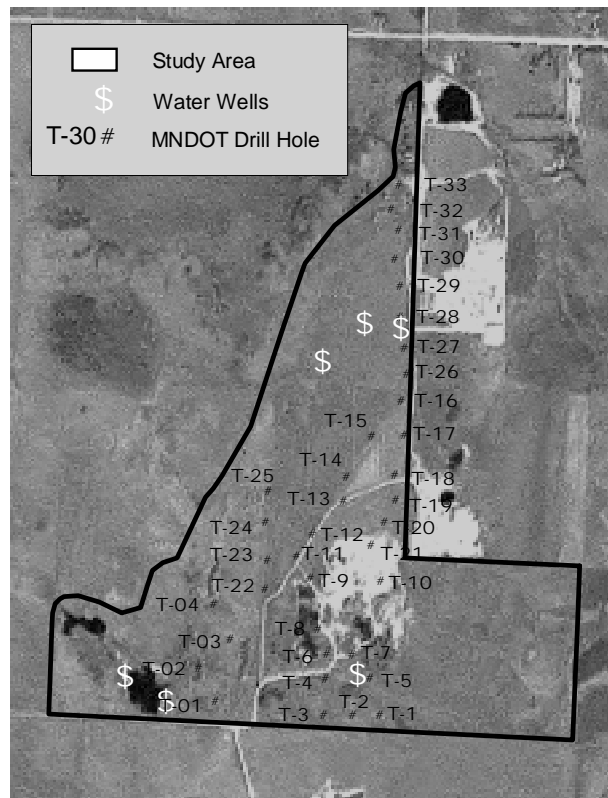 Study Area
$ Water Wells
T-30 # MNDOT Drill Hole
# T-33
# T-32
# T-31
# T-30
# T-29
$ # T-28
$
# T-27
$
# T-26
# T-16
T-15 #
# T-17
T-14 #
# T-18
T-25 #
T-13 #
# T-19
T-24 #
# T-20
# T-12
# T-21
T-23 #
# T-11
T-22 #
# T-9
# T-10
T-04 #
T-8
T-03 #
T-6 #
# T-7
T-02 #
$
T-4 #
$ # T-5
$
T-01 #
T-2 #
T-3 #
# T-1